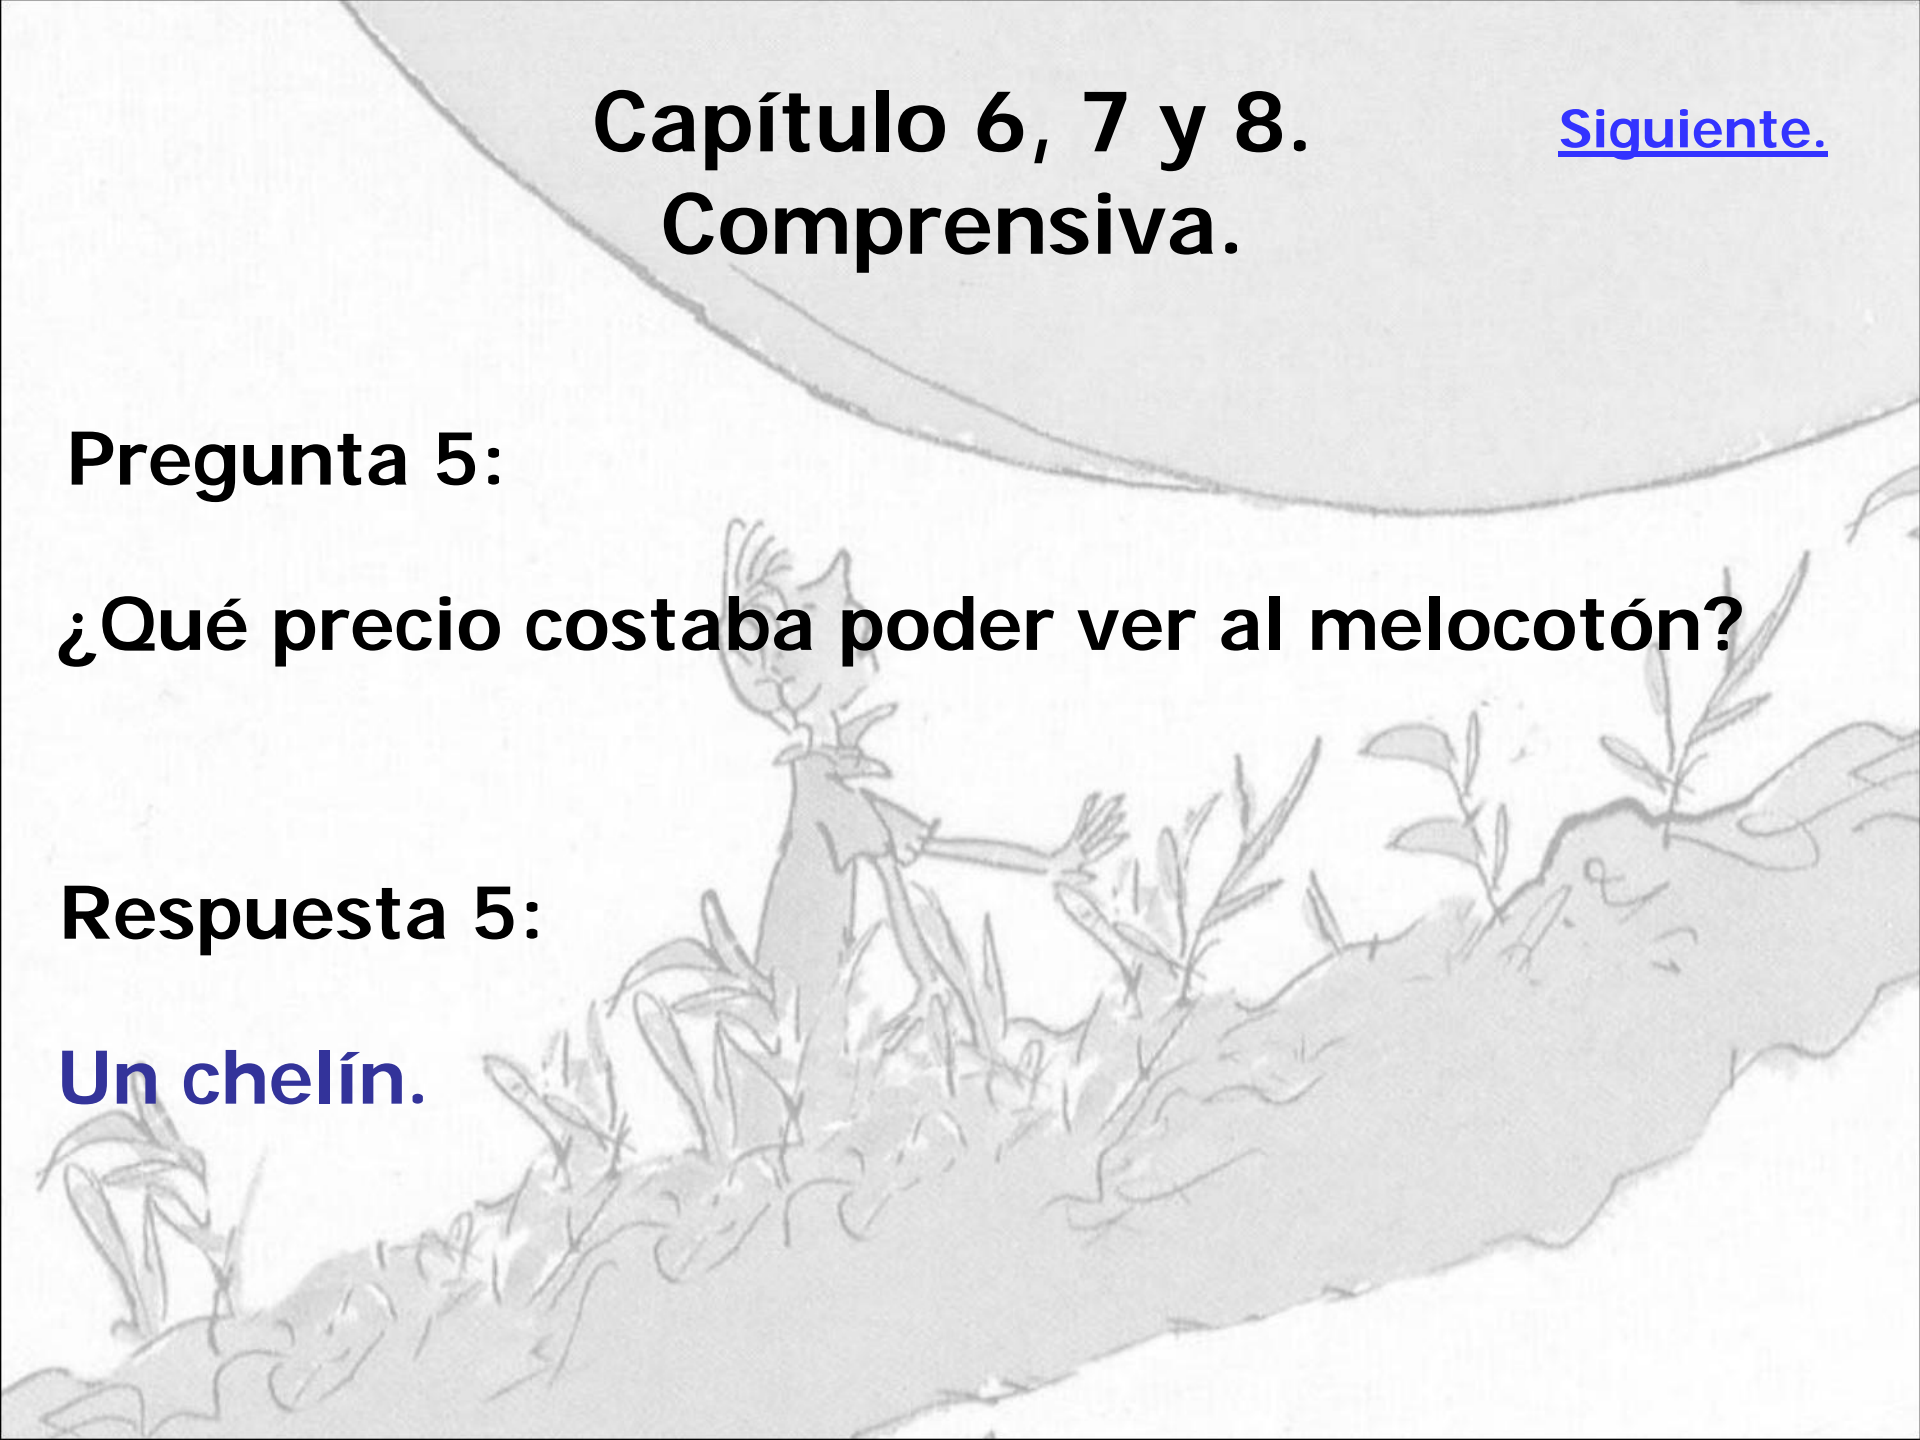 Capítulo 6, 7 y 8.
Comprensiva.
Siguiente.
Pregunta 5:
¿Qué precio costaba poder ver al melocotón?
Respuesta 5:
Un chelín.